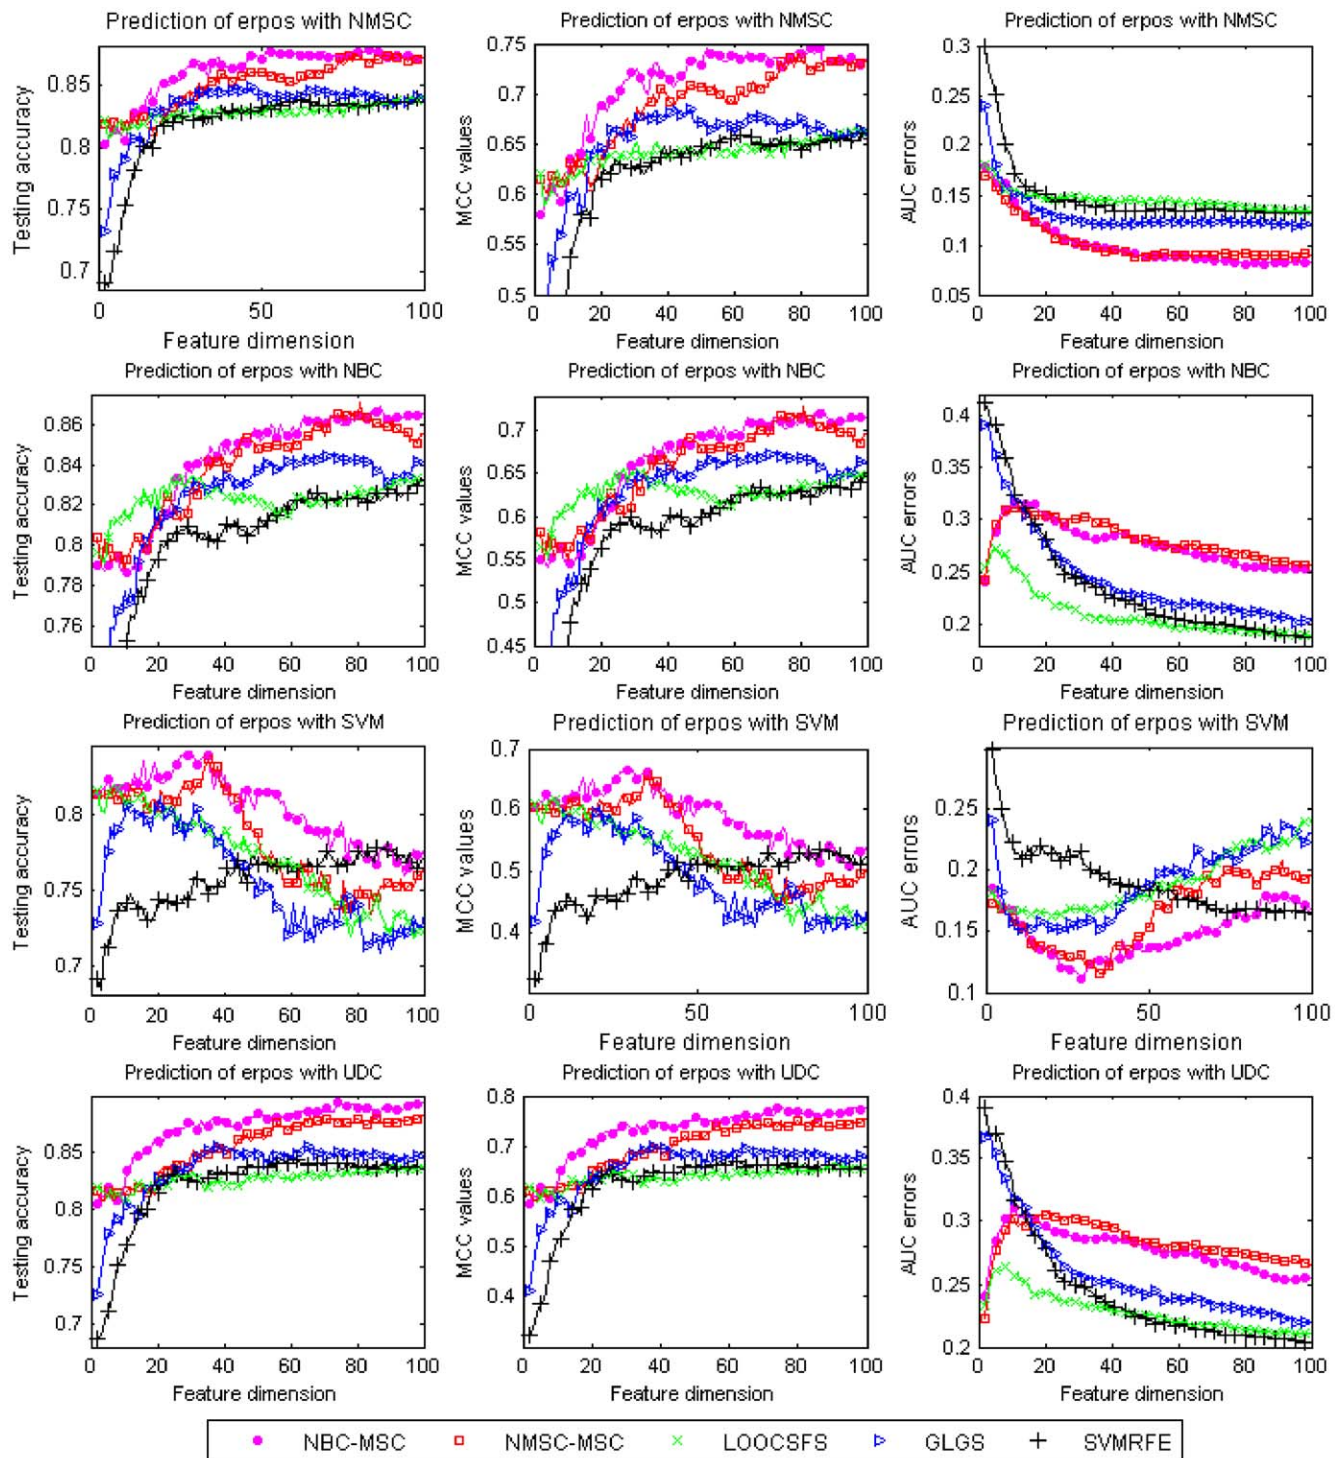 Prediction of erpos with NMSC
Testing accuracy
0.85
0.8
0.75
0.7
0
50
100
Feature dimension
Prediction of erpos with NMSC
MCC values
0.75
0.7
0.65
0.6
0.55
0.5
0 20 40 60 80 100
Feature dimension
Prediction of erpos with NMSC
AUC errors
0.3
0.25
0.2
0.15
0.1
0.05
0 20 40 60 80 100
Feature dimension
Prediction of erpos with NBC
Testing accuracy
0.86
0.84
0.82
0.8
0.78
0.76
0 20 40 60 80 100
Feature dimension
Prediction of erpos with NBC
MCC values
0.7
0.65
0.6
0.55
0.5
0.45
0 20 40 60 80 100
Feature dimension
Prediction of erpos with NBC
AUC errors
0.4
0.35
0.3
0.25
0.2
0 20 40 60 80 100
Feature dimension
Prediction of erpos with SVM
Testing accuracy
0.8
0.75
0.7
0 20 40 60 80 100
Feature dimension
Prediction of erpos with SVM
MCC values
0.7
0.6
0.5
0.4
0 50 100
Feature dimension
Prediction of erpos with SVM
AUC errors
0.25
0.2
0.15
0.1
0 50 100
Feature dimension
Prediction of erpos with UDC
Testing accuracy
0.85
0.8
0.75
0.7
0 20 40 60 80 100
Feature dimension
Prediction of erpos with UDC
MCC values
0.8
0.7
0.6
0.5
0.4
0 20 40 60 80 100
Feature dimension
Prediction of erpos with UDC
AUC errors
0.4
0.35
0.3
0.25
0.2
0 20 40 60 80 100
Feature dimension
NBC-MSC NMSC-MSC LOOCSFS GLGS SVMRFE